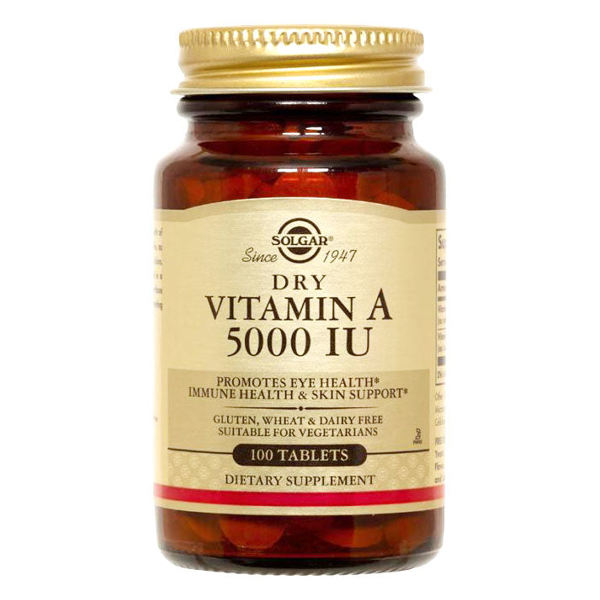 SOLGAR®
Since 1947
DRY
VITAMIN A
5000 IU
PROMOTES EYE HEALTH*
IMMUNE HEALTH & SKIN SUPPORT*
GLUTEN, WHEAT & DAIRY FREE
SUITABLE FOR VEGETARIANS
100 TABLETS
DIETARY SUPPLEMENT